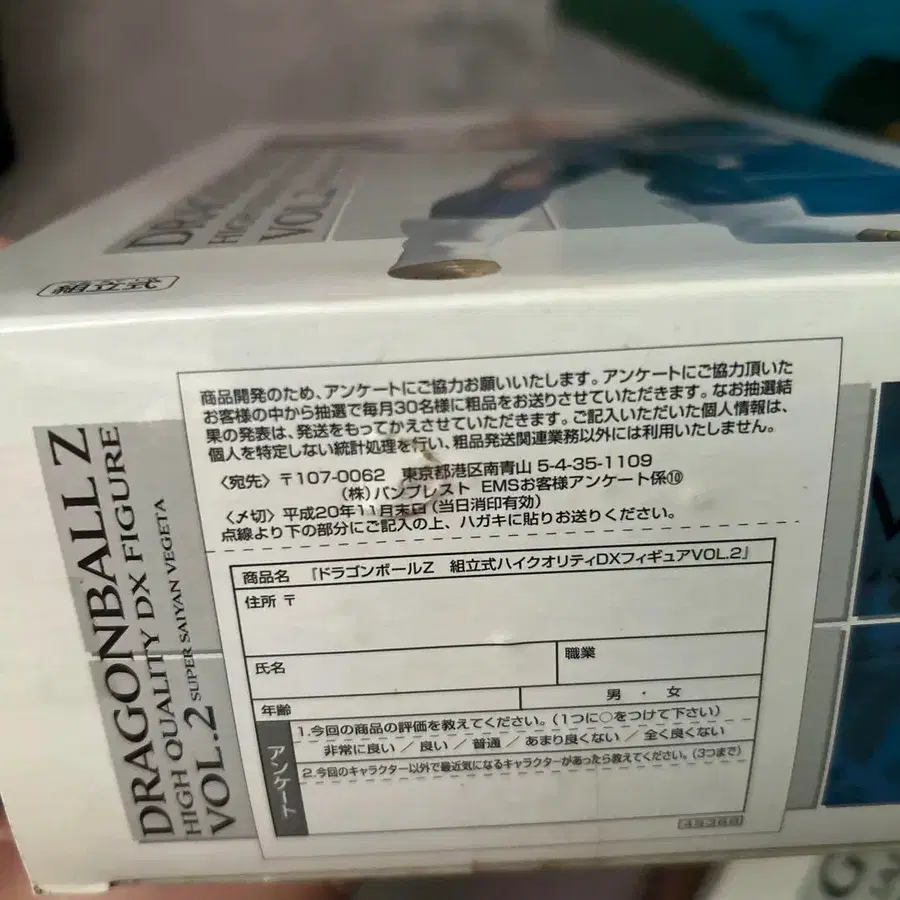 DRAGONBALL Z
HIGH QUALITY DX FIGURE
VOL.2 SUPER SAIYAN VEGETA
商品開発のため、アンケートにご協力お願いいたします。アンケートにご協力頂いた
お客様の中から抽選で毎月30名様に粗品をお送りさせていただきます。なお抽選結
果の発表は、発送をもってかえさせていただきます。ご記入いただいた個人情報は、
個人を特定しない統計処理を行い、粗品発送関連業務以外には利用いたしません。
〈宛先〉〒107-0062 東京都港区南青山 5-4-35-1109
(株)バンプレスト EMSお客様アンケート係⑩
〈〆切〉平成20年11月末日(当日消印有効)
点線より下の部分にご記入の上、ハガキに貼りお送りください。
商品名 『ドラゴンボールZ 組立式ハイクオリティDXフィギュアVOL.2』
住所 〒
氏名
職業
年齢
男 ・ 女
アンケート
1.今回の商品の評価を教えてください。(1つに○をつけて下さい)
非常に良い / 良い / 普通 / あまり良くない / 全く良くない
2.今回のキャラクター以外で最近気になるキャラクターがあったら教えてください。(3つまで)
VOL.2